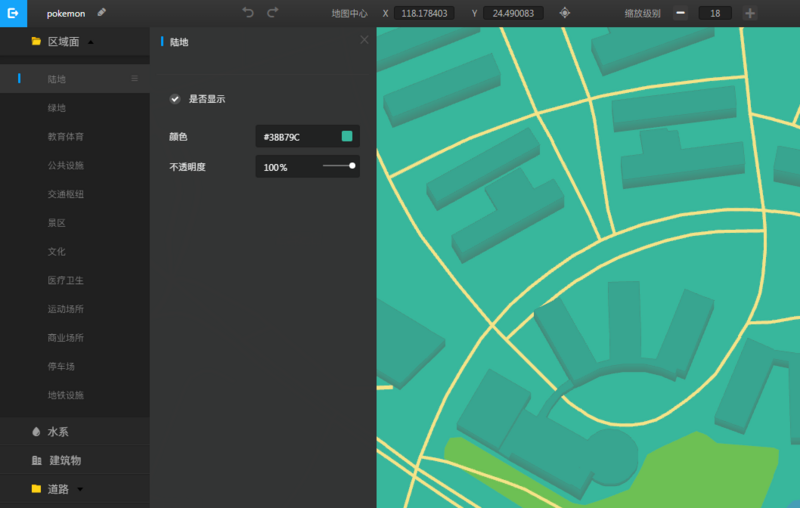 pokemon
地图中心 X 118.178403 Y 24.490083 缩放级别 18
区域面
陆地
绿地
教育体育
公共设施
交通枢纽
景区
文化
医疗卫生
运动场所
商业场所
停车场
地铁设施
水系
建筑物
道路
陆地
是否显示
颜色 #38B79C
不透明度 100%